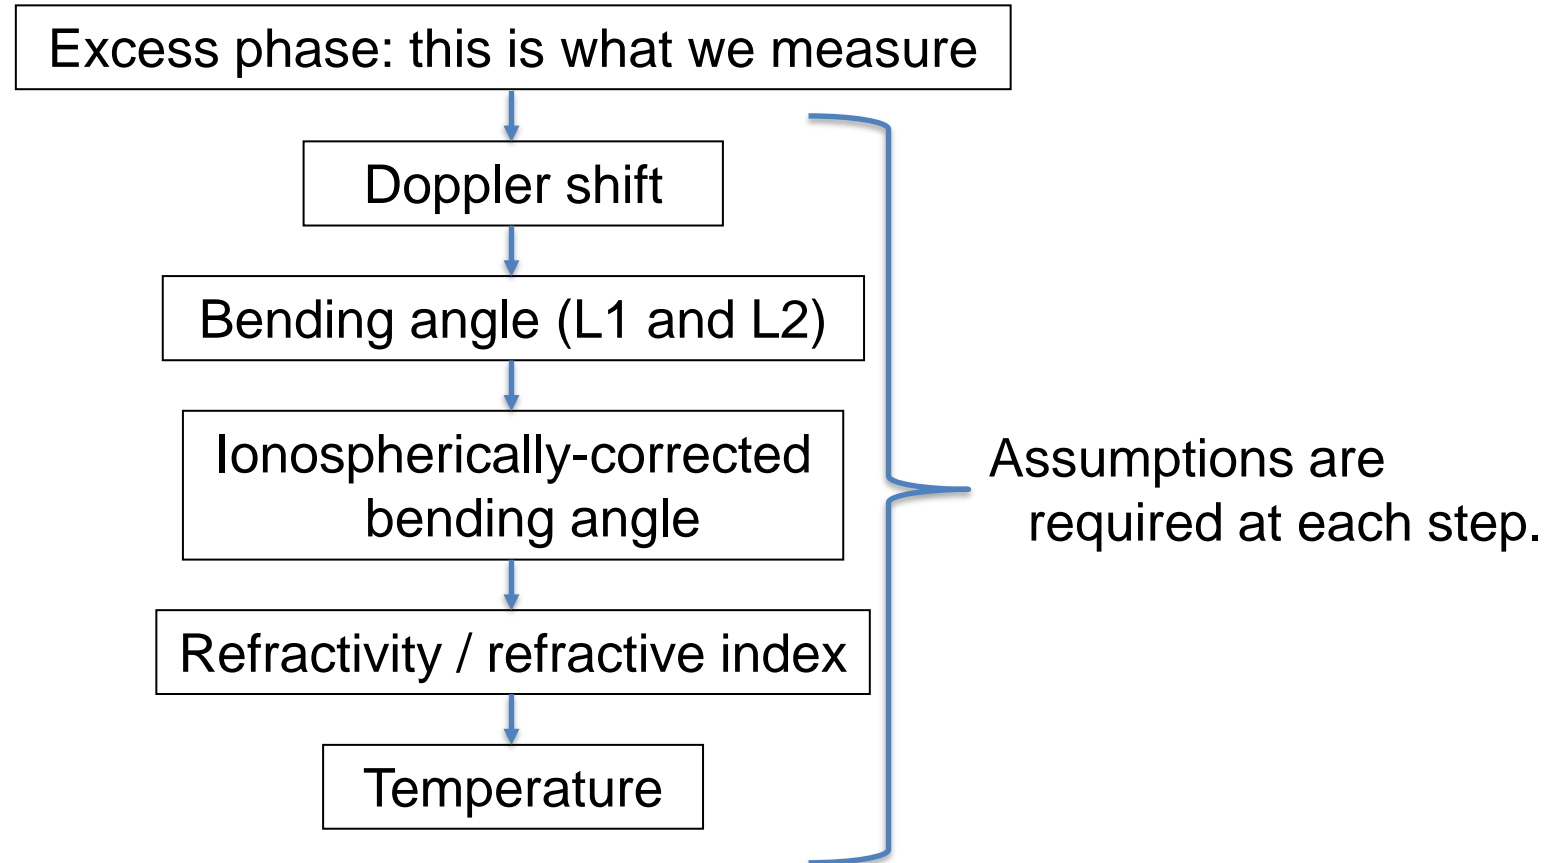 Excess phase: this is what we measure
Doppler shift
Bending angle (L1 and L2)
Ionospherically-corrected
bending angle
Refractivity / refractive index
Temperature
Assumptions are
required at each step.